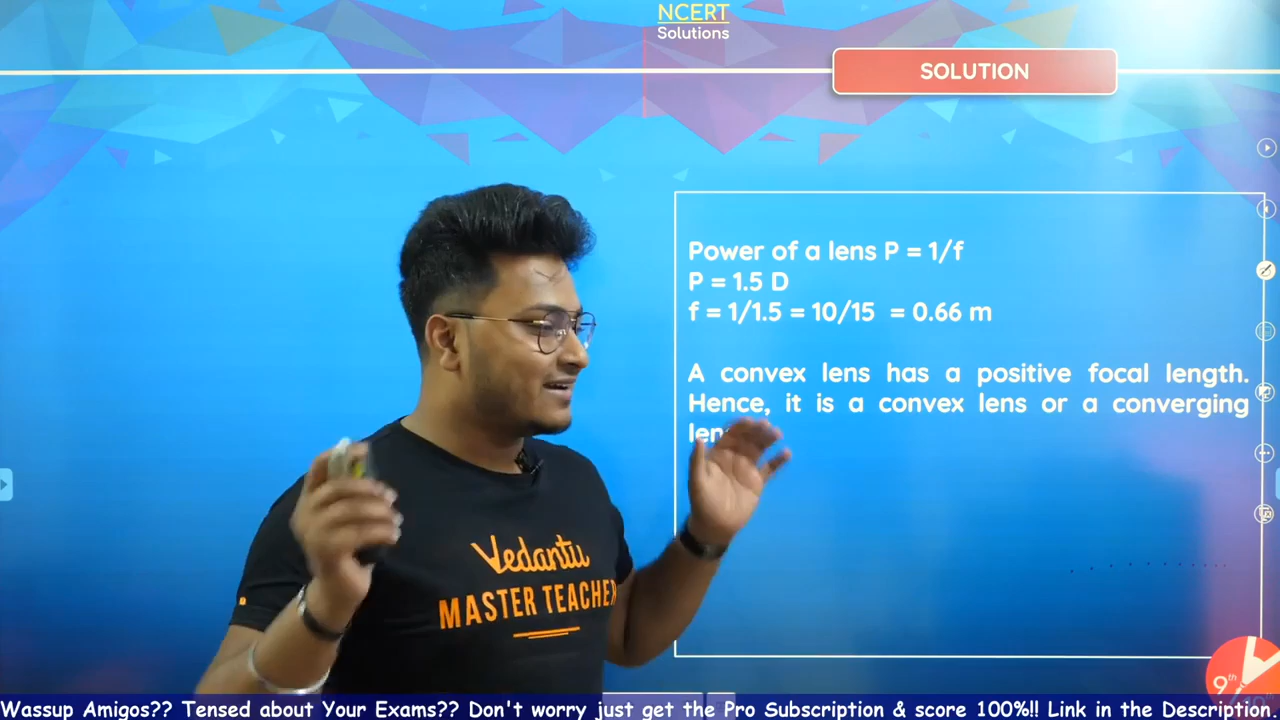 NCERT
Solutions
SOLUTION
Power of a lens P = 1/f
P = 1.5 D
f = 1/1.5 = 10/15 = 0.66 m
A convex lens has a positive focal length.
Hence, it is a convex lens or a converging
Vedantu
MASTER TEACHER
9th
Wassup Amigos?? Tensed about Your Exams?? Don't worry just get the Pro Subscription & score 100%!! Link in the Description